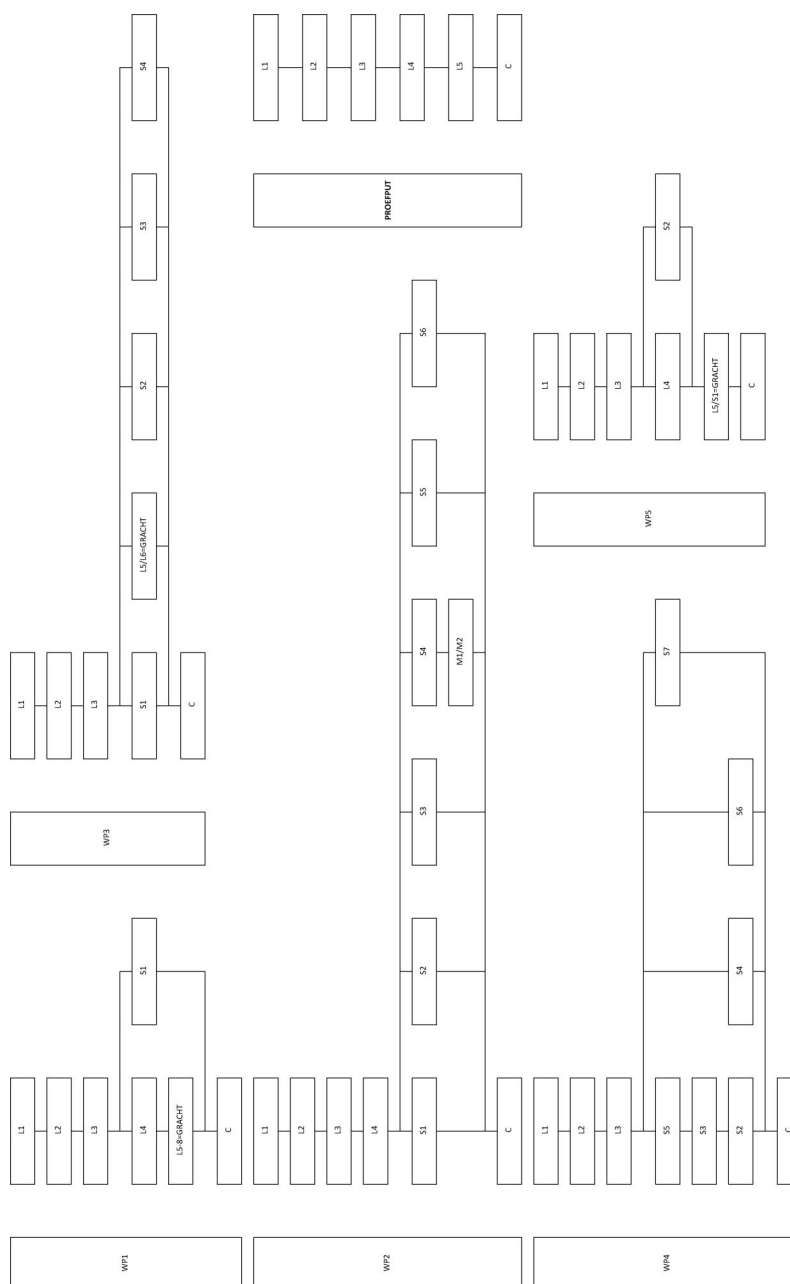 WP1
L1
L2
L3
L4
S1
L5-8=GRACHT
C
WP3
L1
L2
L3
S1
L5/L6=GRACHT
S2
S3
S4
C
WP2
L1
L2
L3
L4
S1
S2
S3
S4
S5
S6
M1/M2
C
PROEFPUT
L1
L2
L3
L4
L5
C
WP4
L1
L2
L3
S5
S7
S3
S2
S4
S6
C
WP5
L1
L2
L3
L4
S2
L5/S1=GRACHT
C